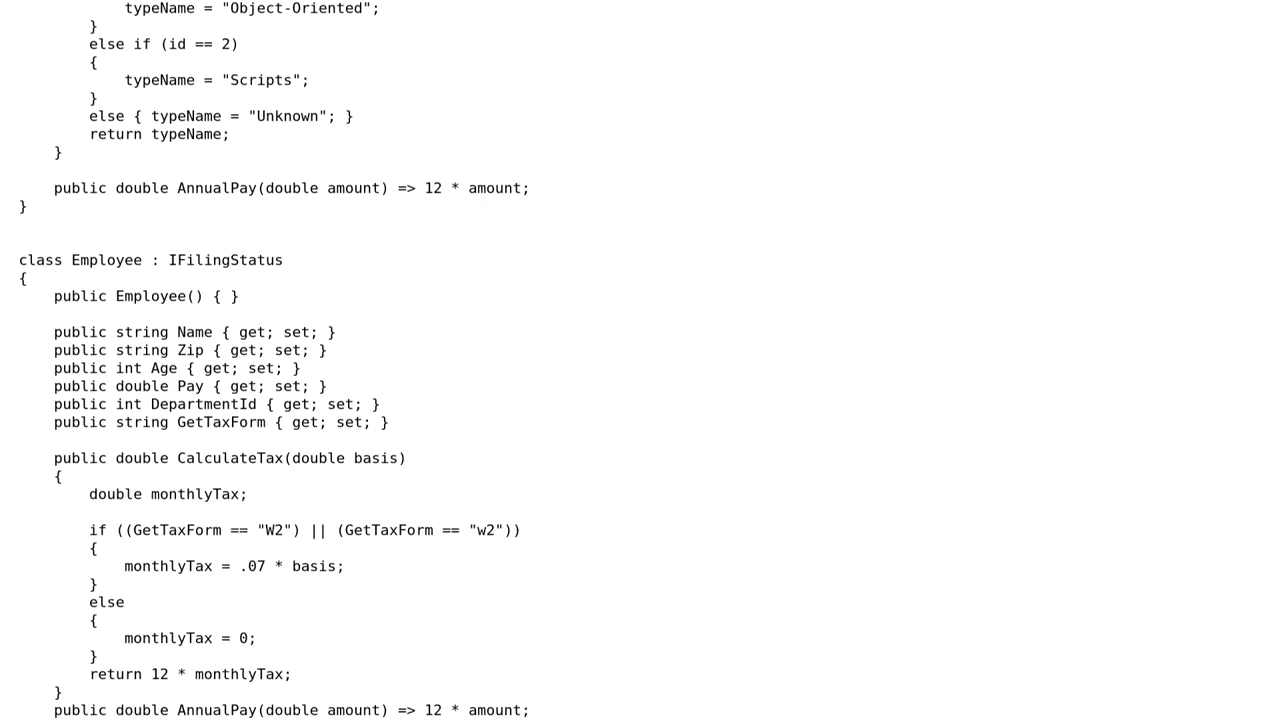 typeName = "Object-Oriented";
}
else if (id == 2)
{
typeName = "Scripts";
}
else { typeName = "Unknown"; }
return typeName;
}
public double AnnualPay(double amount) => 12 * amount;
}
class Employee : IFilingStatus
{
public Employee() { }
public string Name { get; set; }
public string Zip { get; set; }
public int Age { get; set; }
public double Pay { get; set; }
public int DepartmentId { get; set; }
public string GetTaxForm { get; set; }
public double CalculateTax(double basis)
{
double monthlyTax;
if ((GetTaxForm == "W2") || (GetTaxForm == "w2"))
{
monthlyTax = .07 * basis;
}
else
{
monthlyTax = 0;
}
return 12 * monthlyTax;
}
public double AnnualPay(double amount) => 12 * amount;